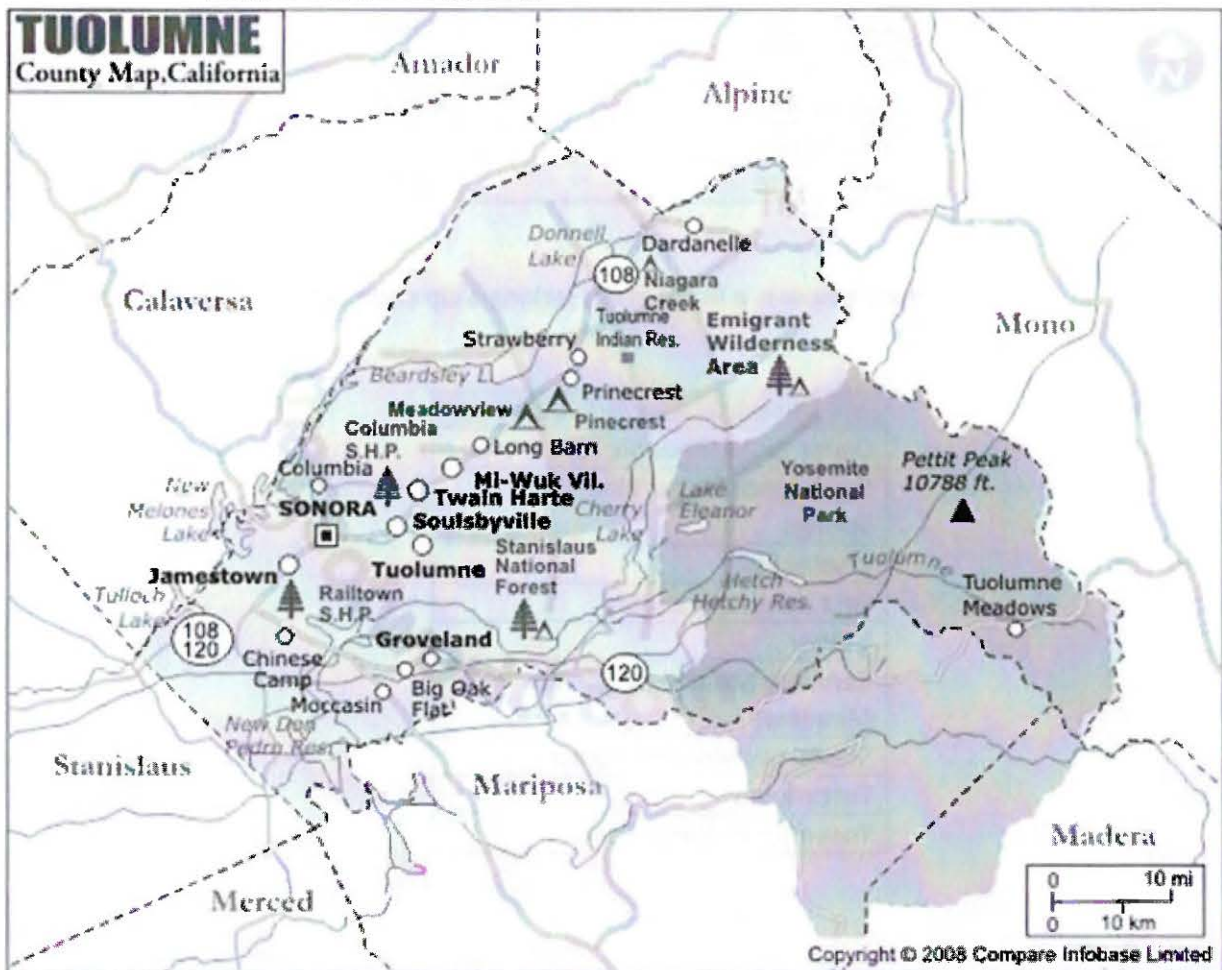 TUOLUMNE
County Map, California
Amador
Alpine
N
Calaversa
Mono
Donnell
Lake
Dardanelle
108
Niagara
Creek
Tuolumne
Indian Res.
Emigrant
Wilderness
Area
Strawberry
Beardsley L.
Prinecrest
Pinecrest
Meadowview
Columbia
S.H.P.
Long Barn
Columbia
Mi-Wuk Vil.
Twain Harte
New
Melones
Lake
SONORA
Soulsbyville
Cherry
Lake
Lake
Eleanor
Yosemite
National
Park
Pettit Peak
10788 ft.
Jamestown
Tuolumne
Stanislaus
National
Forest
Hetch
Hetchy Res.
Tuolumne
Tuolumne
Meadows
Tulloch
Lake
Railtown
S.H.P.
108
120
Chinese
Camp
Groveland
120
Big Oak
Flat
Moccasin
New Don
Pedro Res.
Stanislaus
Mariposa
Merced
Madera
0 10 mi
0 10 km
Copyright © 2008 Compare Infobase Limited